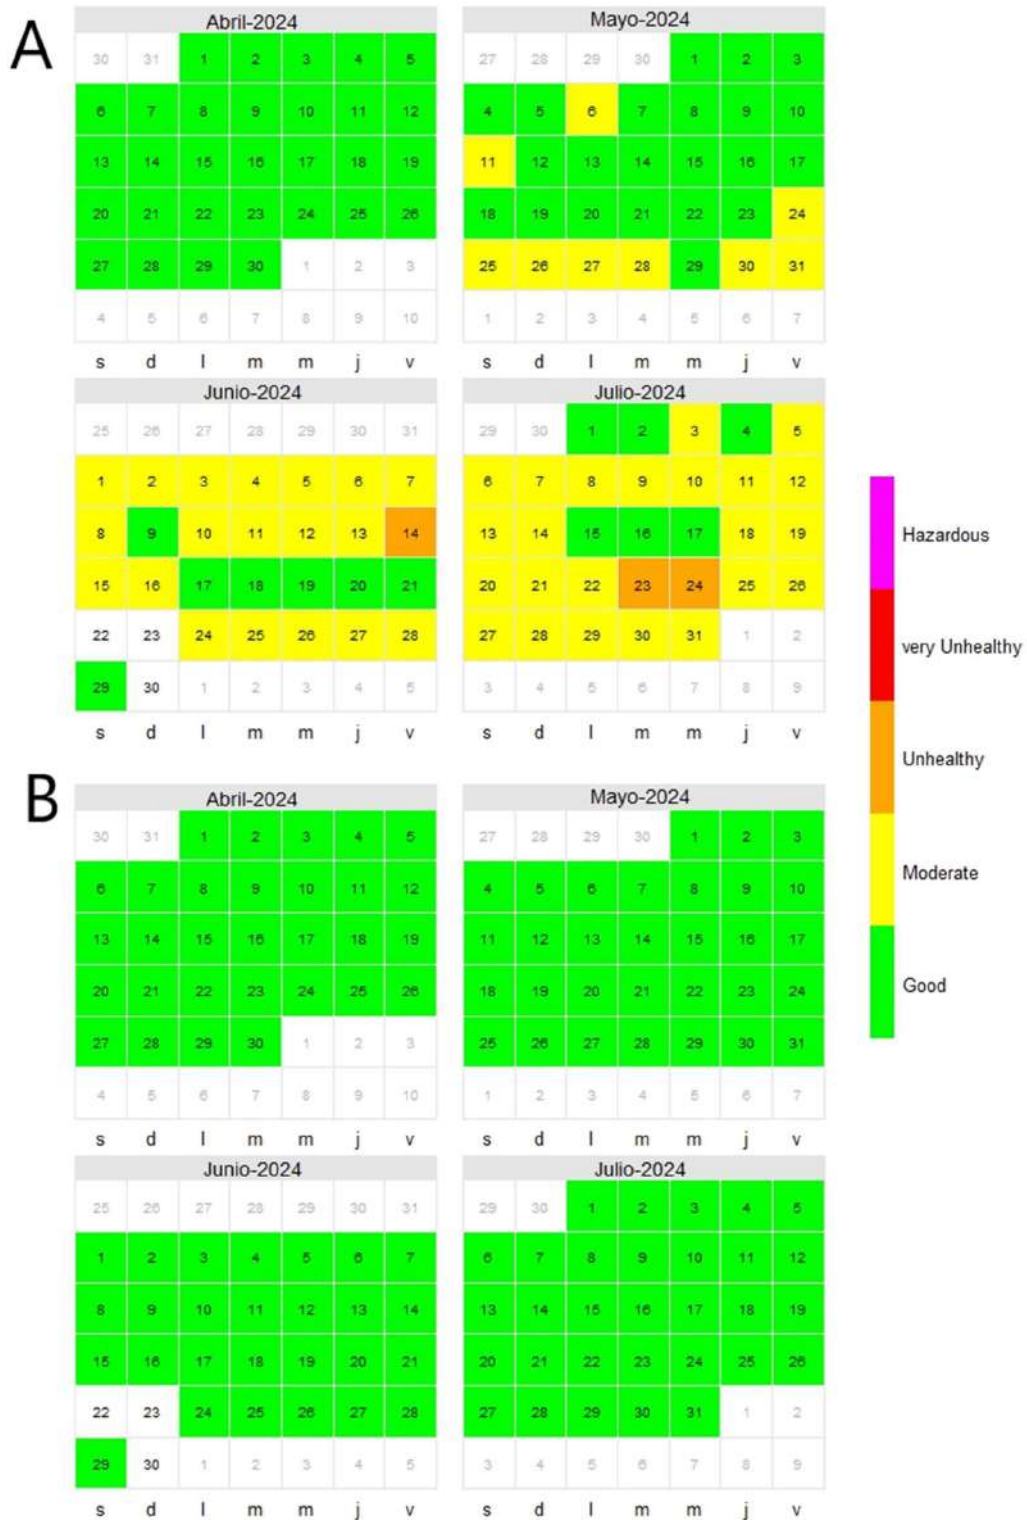 A
Abril-2024
30 31 1 2 3 4 5
6 7 8 9 10 11 12
13 14 15 16 17 18 19
20 21 22 23 24 25 26
27 28 29 30 1 2 3
4 5 6 7 8 9 10
s d l m m j v
Mayo-2024
27 28 29 30 1 2 3
4 5 6 7 8 9 10
11 12 13 14 15 16 17
18 19 20 21 22 23 24
25 26 27 28 29 30 31
1 2 3 4 5 6 7
s d l m m j v
Junio-2024
25 26 27 28 29 30 31
1 2 3 4 5 6 7
8 9 10 11 12 13 14
15 16 17 18 19 20 21
22 23 24 25 26 27 28
29 30 1 2 3 4 5
s d l m m j v
Julio-2024
29 30 1 2 3 4 5
6 7 8 9 10 11 12
13 14 15 16 17 18 19
20 21 22 23 24 25 26
27 28 29 30 31 1 2
3 4 5 6 7 8 9
s d l m m j v
Hazardous
very Unhealthy
Unhealthy
Moderate
Good
B
Abril-2024
30 31 1 2 3 4 5
6 7 8 9 10 11 12
13 14 15 16 17 18 19
20 21 22 23 24 25 26
27 28 29 30 1 2 3
4 5 6 7 8 9 10
s d l m m j v
Mayo-2024
27 28 29 30 1 2 3
4 5 6 7 8 9 10
11 12 13 14 15 16 17
18 19 20 21 22 23 24
25 26 27 28 29 30 31
1 2 3 4 5 6 7
s d l m m j v
Junio-2024
25 26 27 28 29 30 31
1 2 3 4 5 6 7
8 9 10 11 12 13 14
15 16 17 18 19 20 21
22 23 24 25 26 27 28
29 30 1 2 3 4 5
s d l m m j v
Julio-2024
29 30 1 2 3 4 5
6 7 8 9 10 11 12
13 14 15 16 17 18 19
20 21 22 23 24 25 26
27 28 29 30 31 1 2
3 4 5 6 7 8 9
s d l m m j v